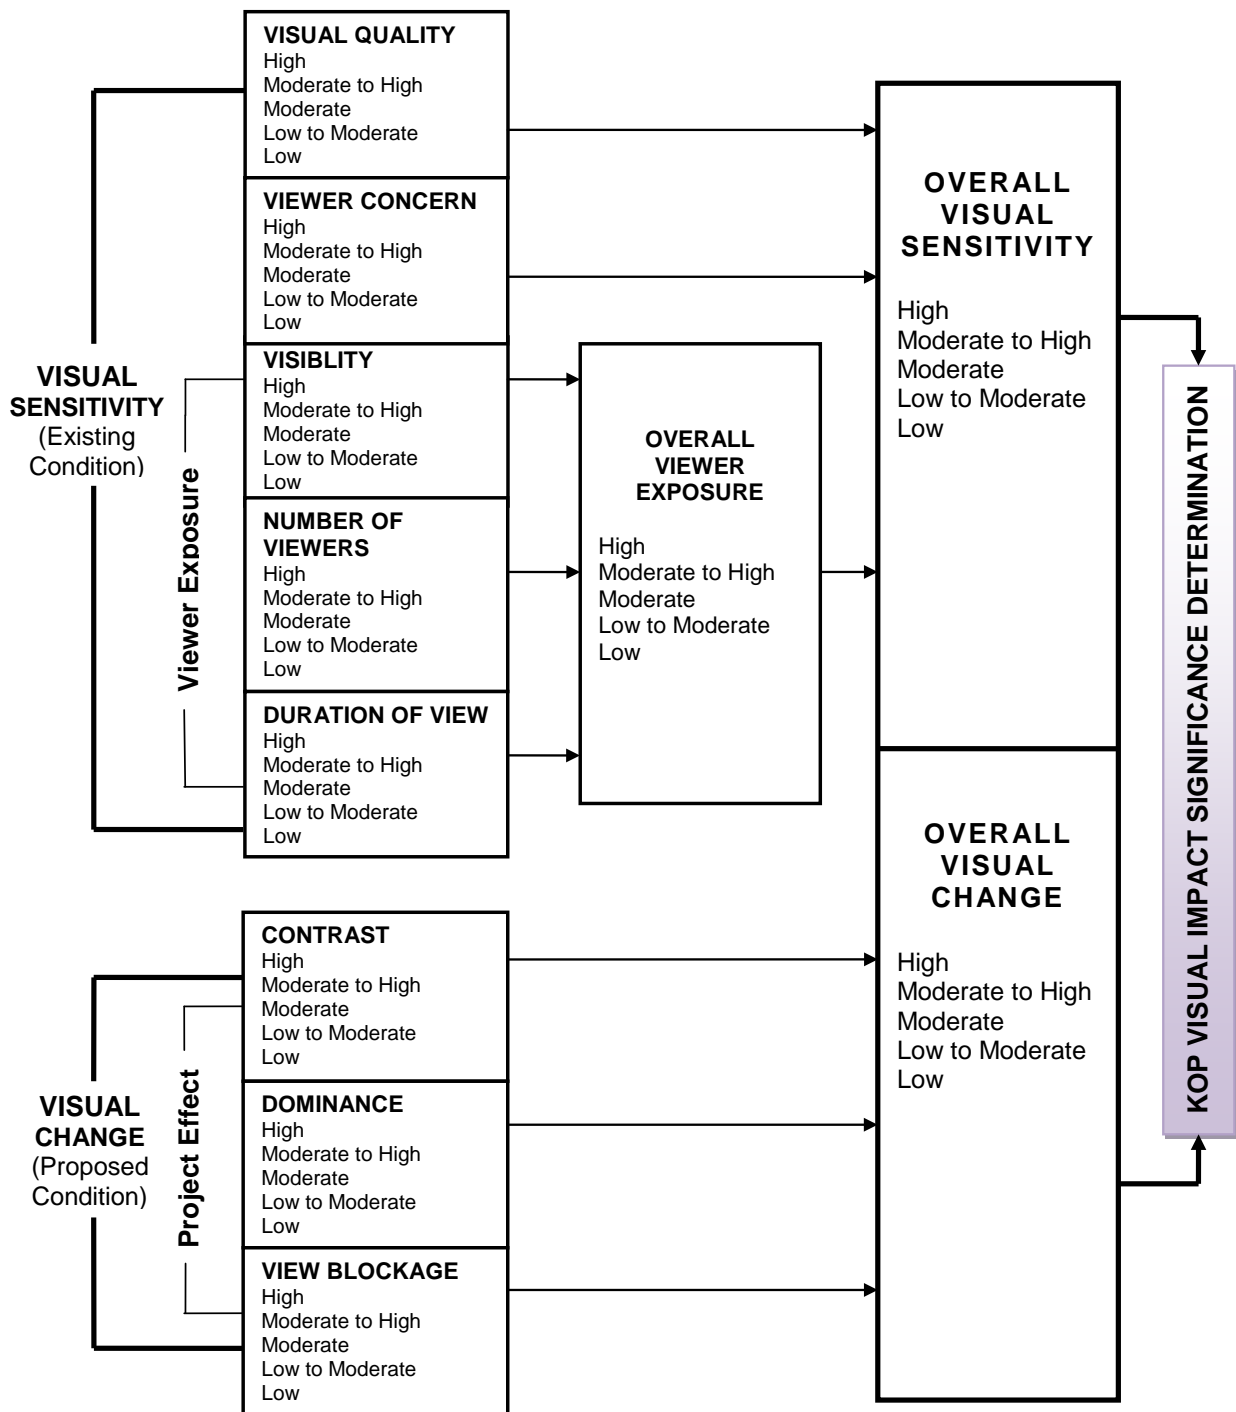 VISUAL
SENSITIVITY
(Existing
Condition)
Viewer Exposure
VISUAL QUALITY
High
Moderate to High
Moderate
Low to Moderate
Low
VIEWER CONCERN
High
Moderate to High
Moderate
Low to Moderate
Low
VISIBLITY
High
Moderate to High
Moderate
Low to Moderate
Low
NUMBER OF
VIEWERS
High
Moderate to High
Moderate
Low to Moderate
Low
DURATION OF VIEW
High
Moderate to High
Moderate
Low to Moderate
Low
OVERALL
VIEWER
EXPOSURE
High
Moderate to High
Moderate
Low to Moderate
Low
OVERALL
VISUAL
SENSITIVITY
High
Moderate to High
Moderate
Low to Moderate
Low
VISUAL
CHANGE
(Proposed
Condition)
Project Effect
CONTRAST
High
Moderate to High
Moderate
Low to Moderate
Low
DOMINANCE
High
Moderate to High
Moderate
Low to Moderate
Low
VIEW BLOCKAGE
High
Moderate to High
Moderate
Low to Moderate
Low
OVERALL
VISUAL
CHANGE
High
Moderate to High
Moderate
Low to Moderate
Low
KOP VISUAL IMPACT SIGNIFICANCE DETERMINATION